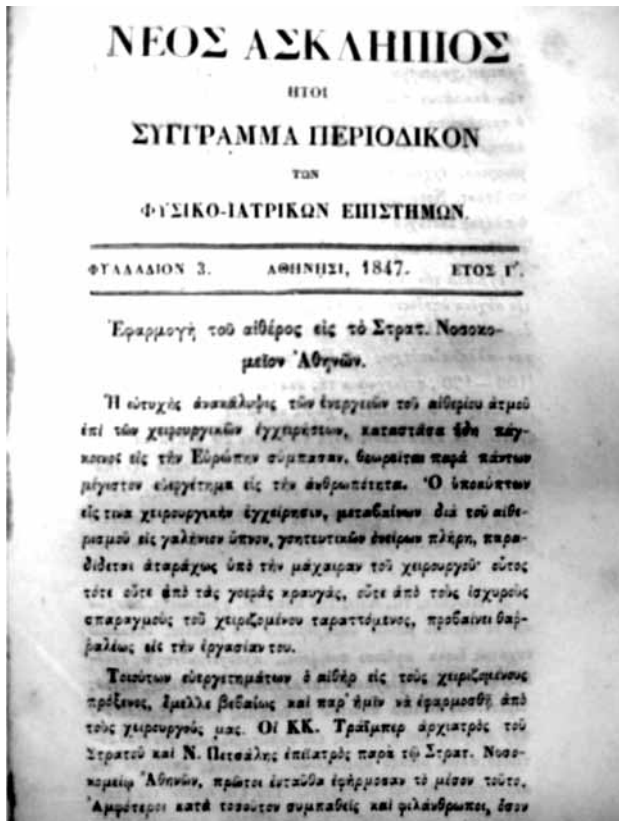 ΝΕΟΣ ΑΣΚΛΗΠΙΟΣ
ΗΤΟΙ
ΣΥΓΓΡΑΜΜΑ ΠΕΡΙΟΔΙΚΟΝ
ΤΩΝ
ΦΥΣΙΚΟ-ΙΑΤΡΙΚΩΝ ΕΠΙΣΤΗΜΩΝ.
ΦΥΛΛΑΔΙΟΝ 3. ΑΘΗΝΗΣΙ, 1847. ΕΤΟΣ Γ΄.
Ἐφαρμογὴ τοῦ αἰθέρος εἰς τὸ Στρατ. Νοσοκο-
μεῖον Ἀθηνῶν.
Ἡ εὐτυχὴς ἀνακάλυψις τῶν ἐνεργειῶν τοῦ αἰθερίου ἀτμοῦ
ἐπὶ τῶν χειρουργικῶν ἐγχειρήσεων, καταστᾶσα ἤδη πάγ-
κοινος εἰς τὴν Εὐρώπην σύμπασαν, θεωρεῖται παρὰ πάντων
μέγιστον εὐεργέτημα εἰς τὴν ἀνθρωπότητα. Ὁ ὑποκύπτων
εἴς τινα χειρουργικὴν ἐγχείρησιν, μεταβαίνων διὰ τοῦ αἰθε-
ρισμοῦ εἰς γαλήνιον ὕπνον, γοητευτικῶν ὀνείρων πλήρη, παρα-
δίδεται ἀταράχως ὑπὸ τὴν μάχαιραν τοῦ χειρουργοῦ· οὗτος
τότε οὔτε ἀπὸ τὰς γοερὰς κραυγάς, οὔτε ἀπὸ τοὺς ἰσχυροὺς
σπαραγμοὺς τοῦ χειριζομένου ταραττόμενος, προβαίνει θαρ-
ῥαλέως εἰς τὴν ἐργασίαν του.
Τοιούτων εὐεργετημάτων ὁ αἰθὴρ εἰς τοὺς χειριζομένους
πρόξενος, ἔμελλε βεβαίως καὶ παρ' ἡμῖν νὰ ἐφαρμοσθῇ ἀπὸ
τοὺς χειρουργούς μας. Οἱ ΚΚ. Τράϊμπερ ἀρχιατρὸς τοῦ
Στρατοῦ καὶ Ν. Πετσάλης ἐπιϊατρὸς παρὰ τῷ Στρατ. Νοσο-
κομείῳ Ἀθηνῶν, πρῶτοι ἐνταῦθα ἐφήρμοσαν τὸ μέσον τοῦτο.
Ἀμφότεροι κατὰ τοσοῦτον συμπαθεῖς καὶ φιλάνθρωποι, ὅσον